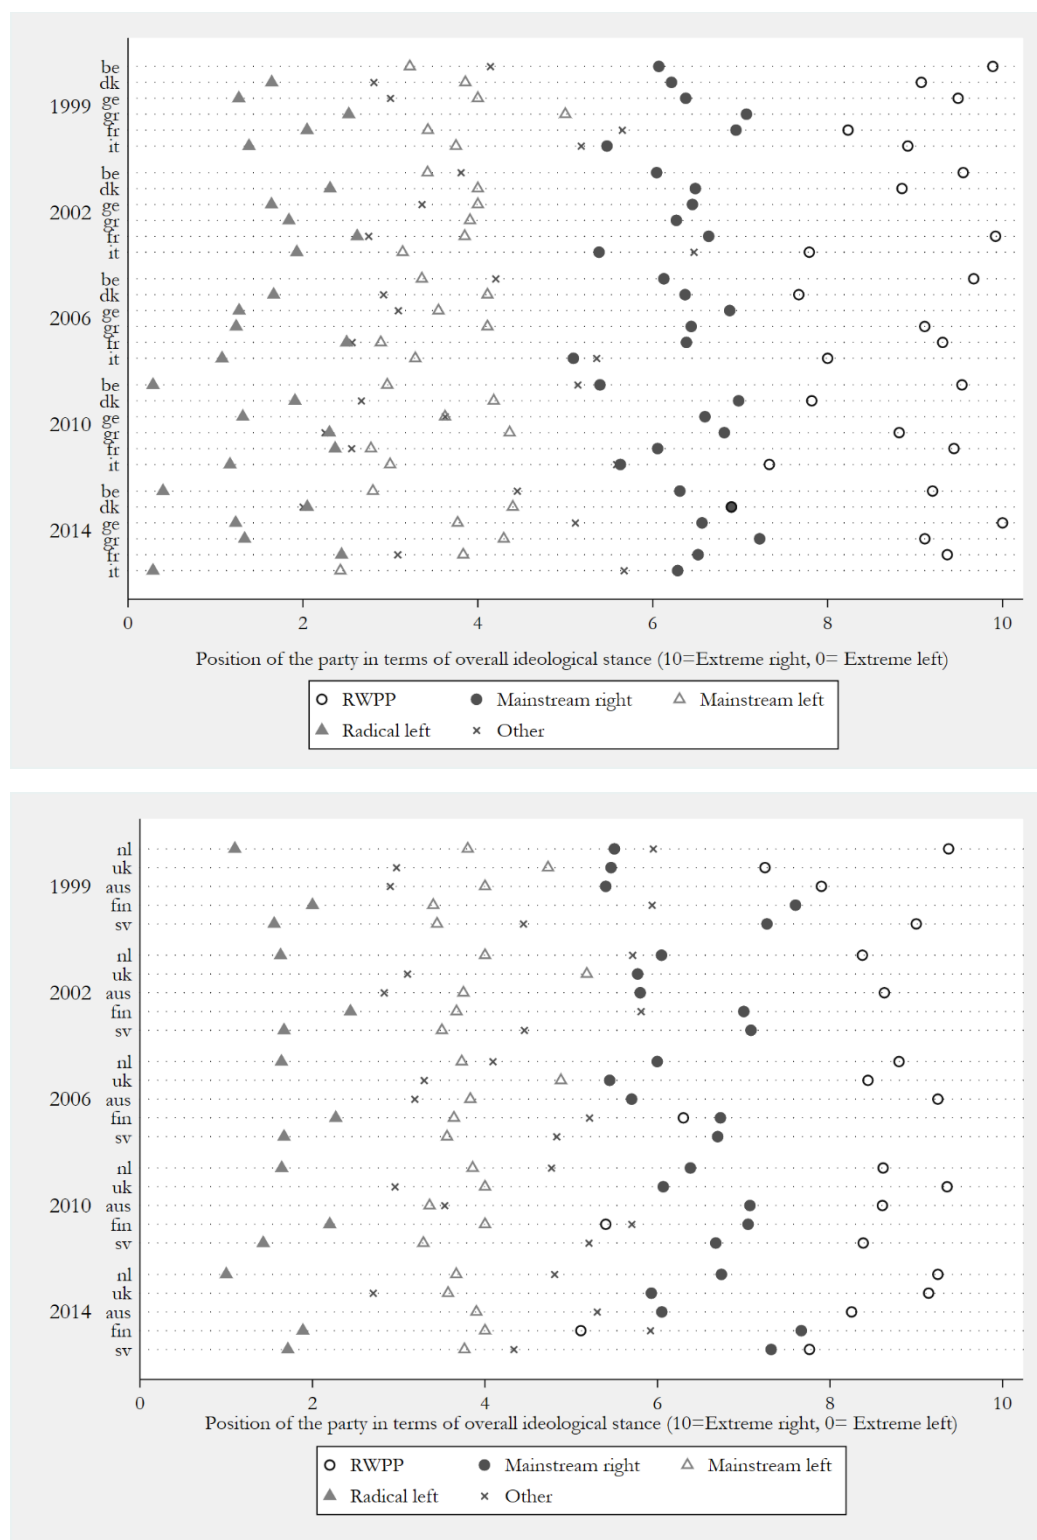 be
dk
1999 ge
gr
fr
it
be
dk
2002 ge
gr
fr
it
be
dk
2006 ge
gr
fr
it
be
dk
2010 ge
gr
fr
it
be
dk
2014 ge
gr
fr
it
0 2 4 6 8 10
Position of the party in terms of overall ideological stance (10=Extreme right, 0= Extreme left)
RWPP Mainstream right Mainstream left
Radical left Other
nl
uk
1999 aus
fin
sv
nl
uk
2002 aus
fin
sv
nl
uk
2006 aus
fin
sv
nl
uk
2010 aus
fin
sv
nl
uk
2014 aus
fin
sv
0 2 4 6 8 10
Position of the party in terms of overall ideological stance (10=Extreme right, 0= Extreme left)
RWPP Mainstream right Mainstream left
Radical left Other